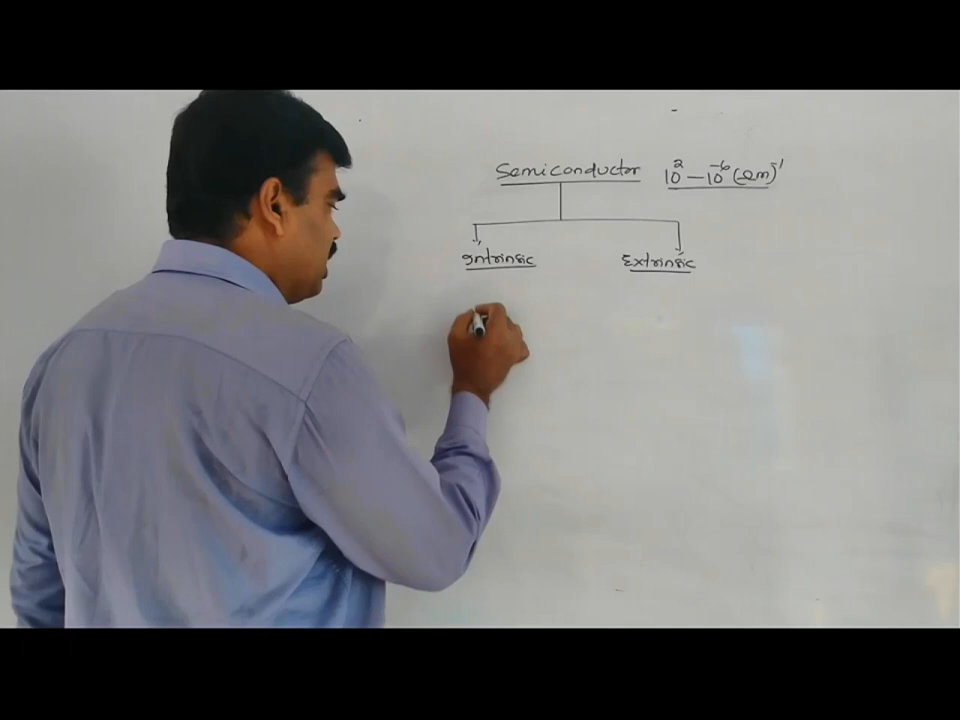 Semiconductor 10² – 10⁻⁶ (Ωm)⁻¹
Intrinsic Extrinsic